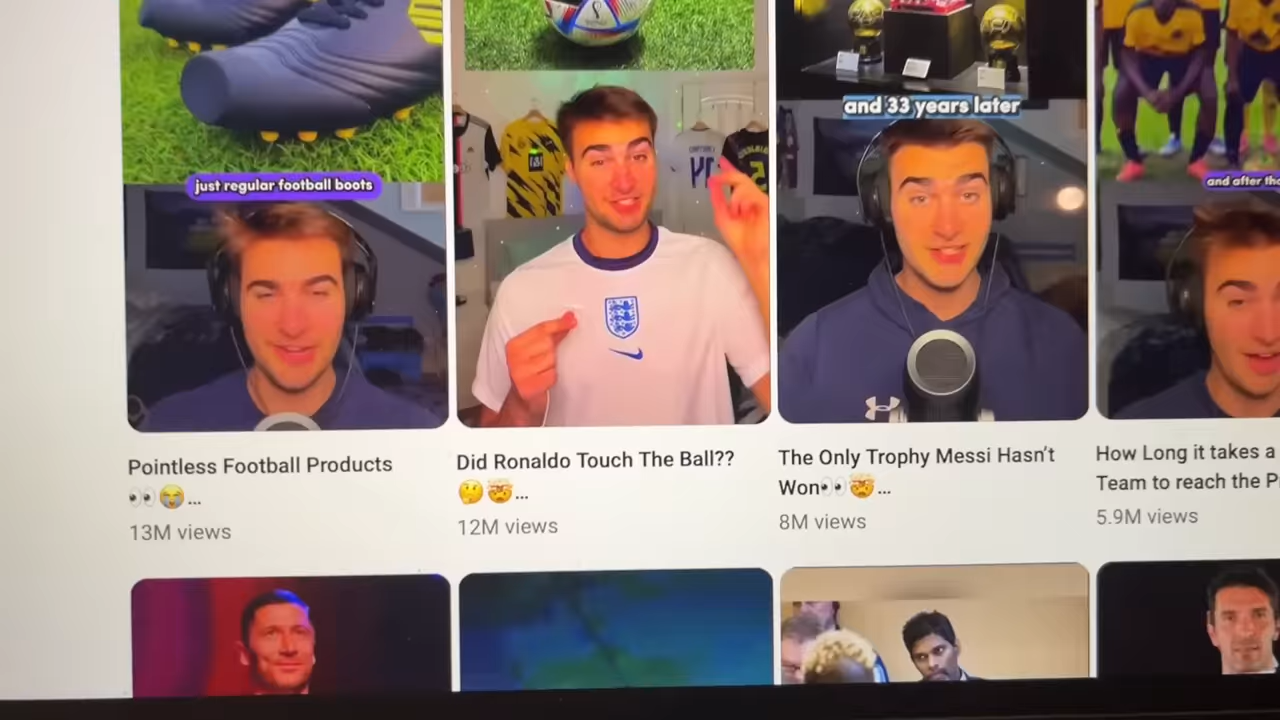 and 33 years later
just regular football boots
and after tho
Pointless Football Products
👀😭...
13M views
Did Ronaldo Touch The Ball??
🤔🤯...
12M views
The Only Trophy Messi Hasn't
Won👀🤯...
8M views
How Long it takes a
Team to reach the P
5.9M views